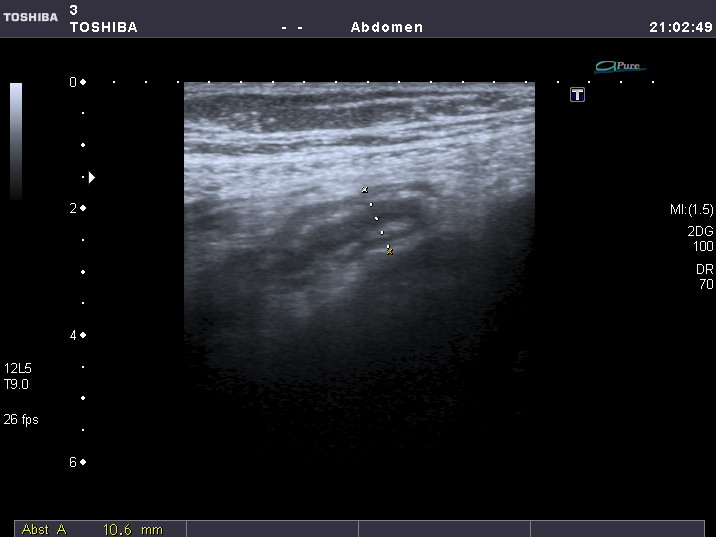 TOSHIBA
3
TOSHIBA - - Abdomen 21:02:49
aPure
T
0
2
4
6
MI:(1.5)
2DG
100
DR
70
12L5
T9.0
26 fps
Abst A 10.6 mm